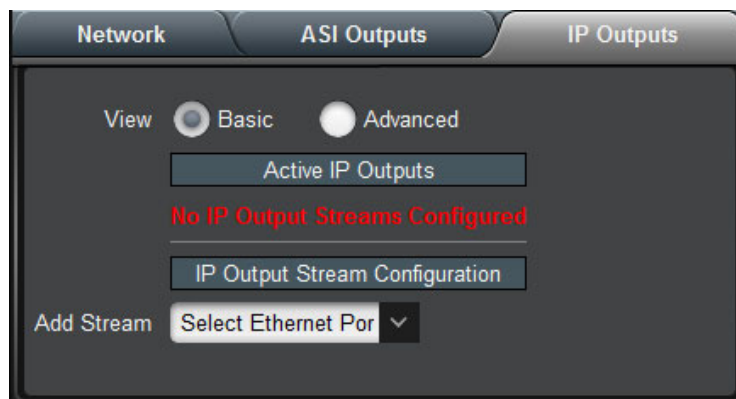 Network ASI Outputs IP Outputs
View Basic Advanced
Active IP Outputs
No IP Output Streams Configured
IP Output Stream Configuration
Add Stream Select Ethernet Por